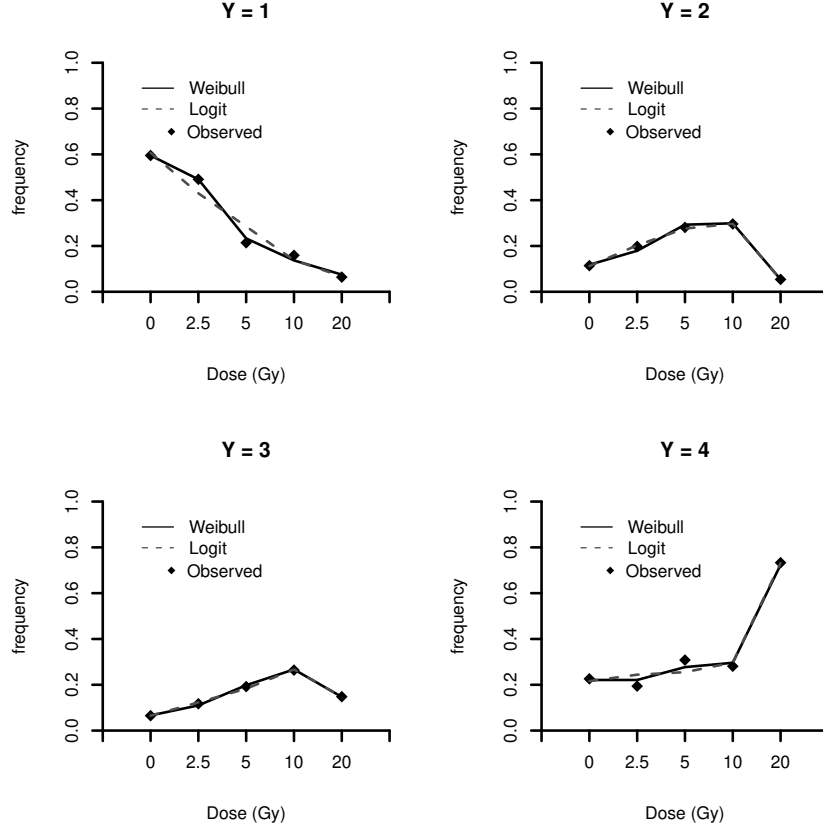 Y = 1
Weibull
Logit
Observed
frequency
0.0 0.2 0.4 0.6 0.8 1.0
0 2.5 5 10 20
Dose (Gy)
Y = 2
Weibull
Logit
Observed
frequency
0.0 0.2 0.4 0.6 0.8 1.0
0 2.5 5 10 20
Dose (Gy)
Y = 3
Weibull
Logit
Observed
frequency
0.0 0.2 0.4 0.6 0.8 1.0
0 2.5 5 10 20
Dose (Gy)
Y = 4
Weibull
Logit
Observed
frequency
0.0 0.2 0.4 0.6 0.8 1.0
0 2.5 5 10 20
Dose (Gy)